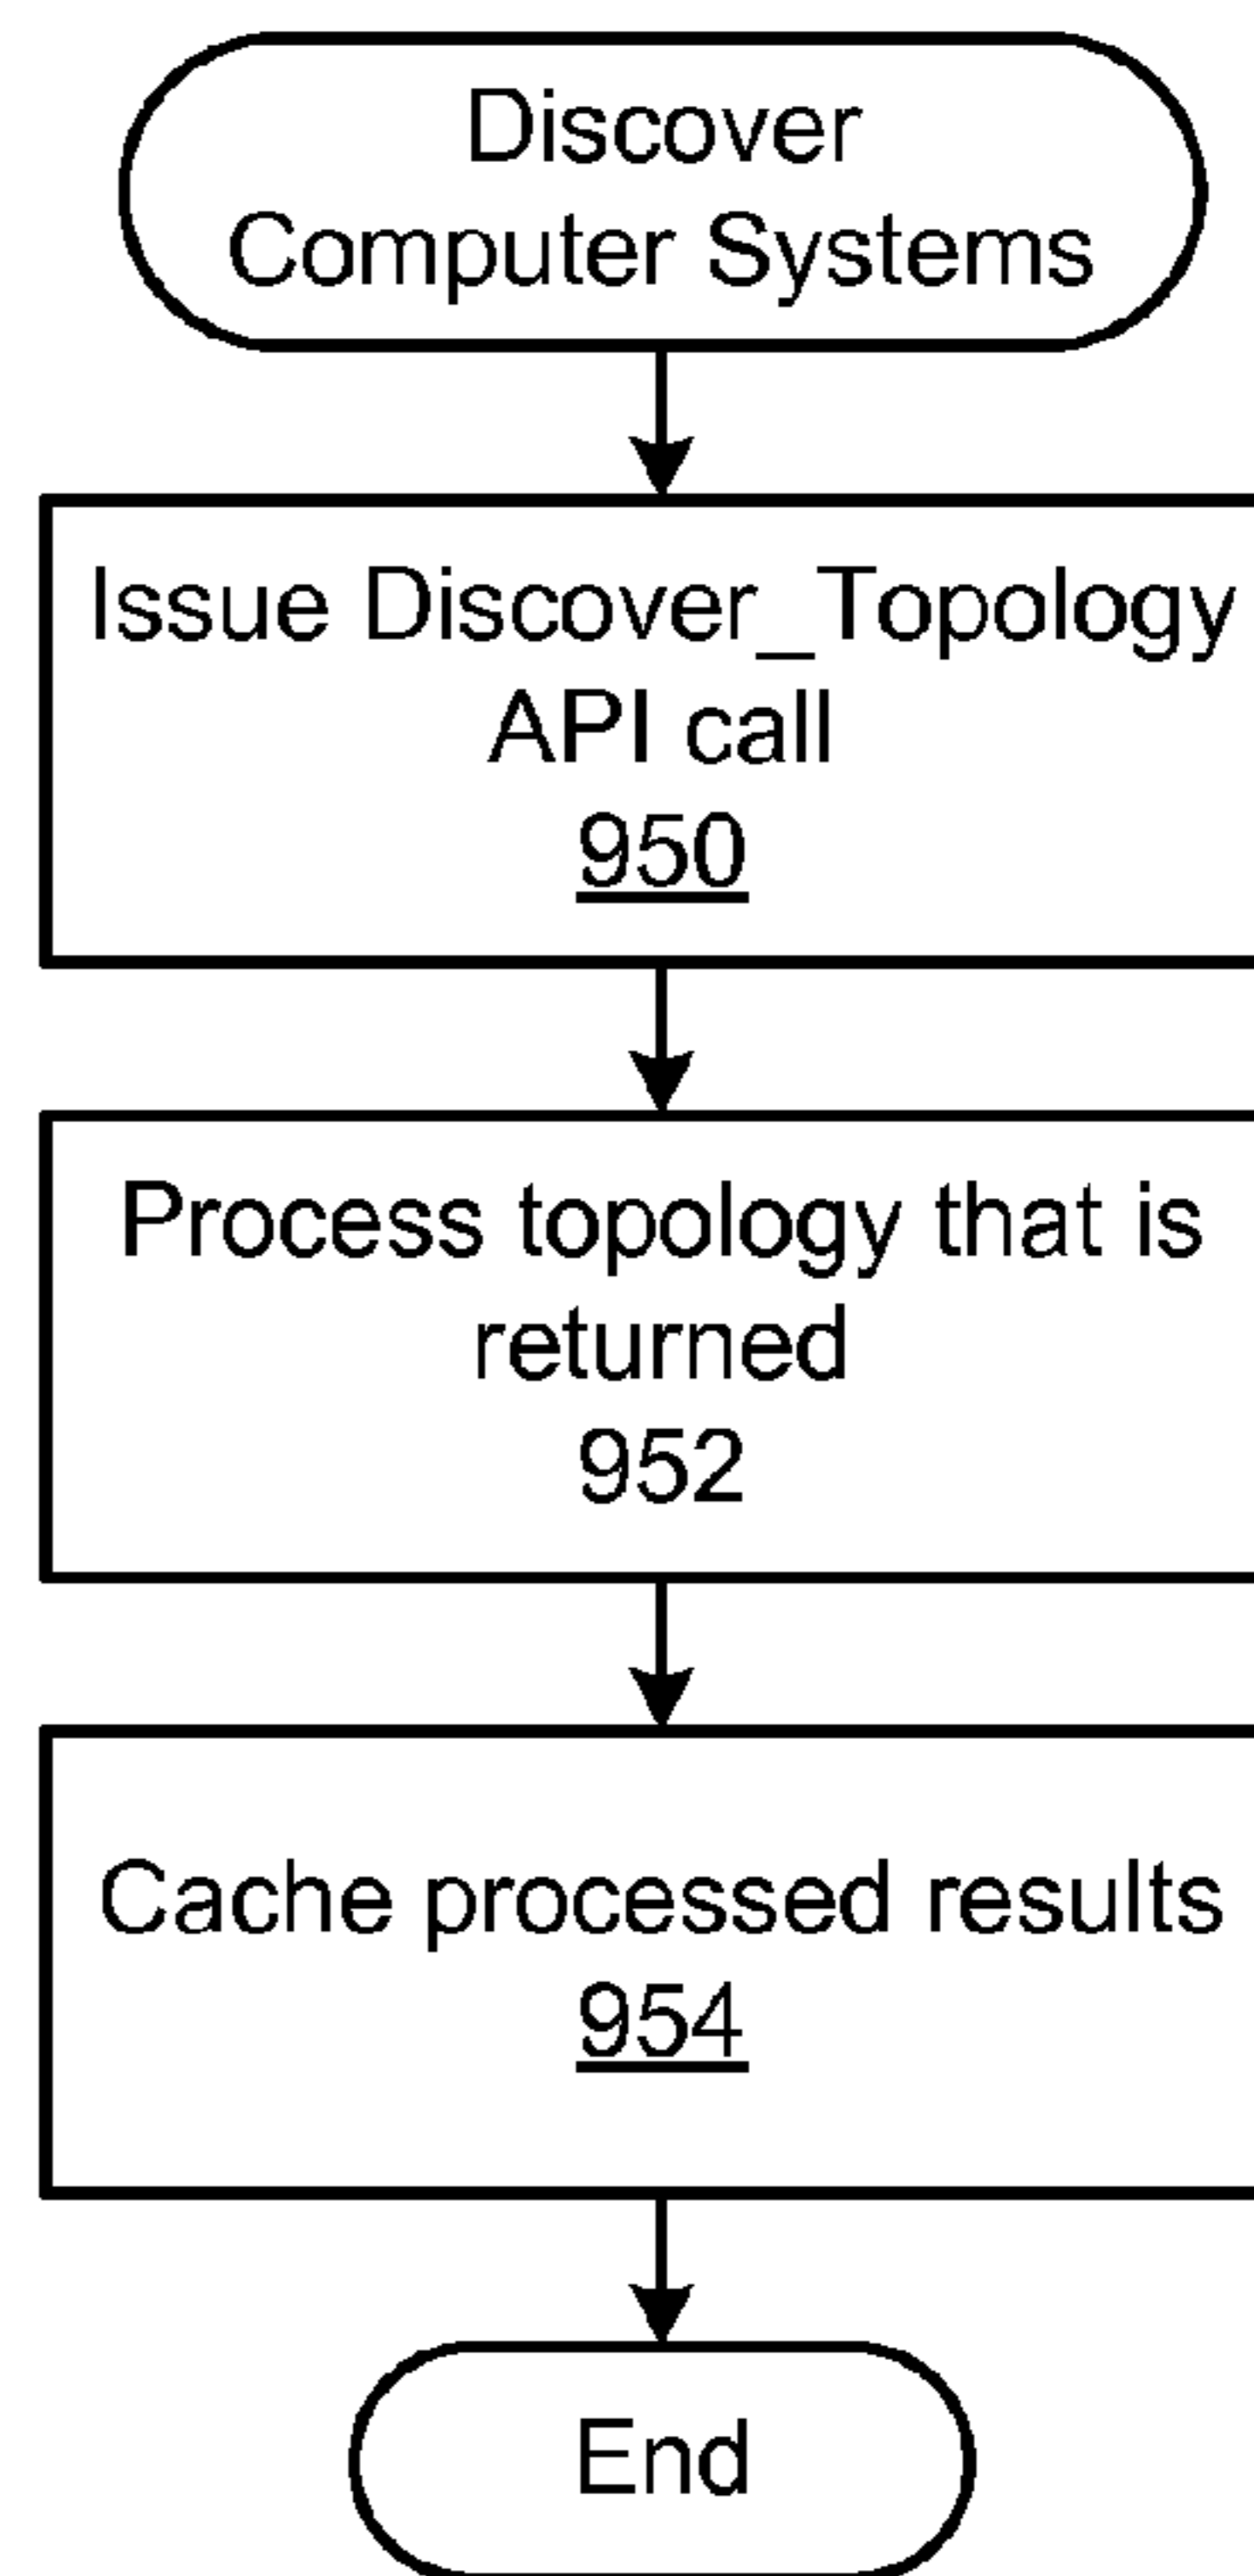 Discover
Computer Systems
Issue Discover_Topology
API call
950
Process topology that is
returned
952
Cache processed results
954
End